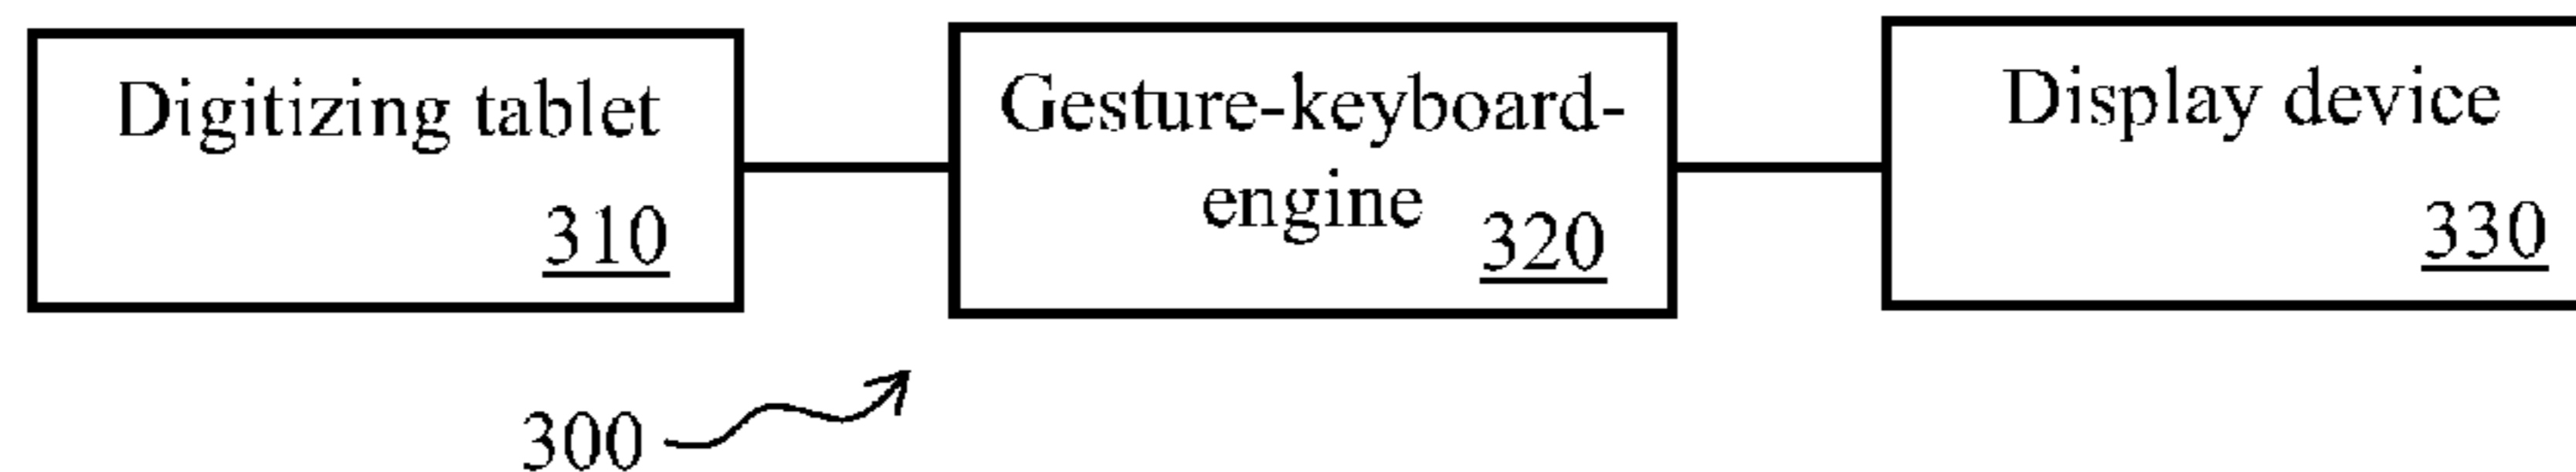 Digitizing tablet
310
Gesture-keyboard-
engine
320
Display device
330
300